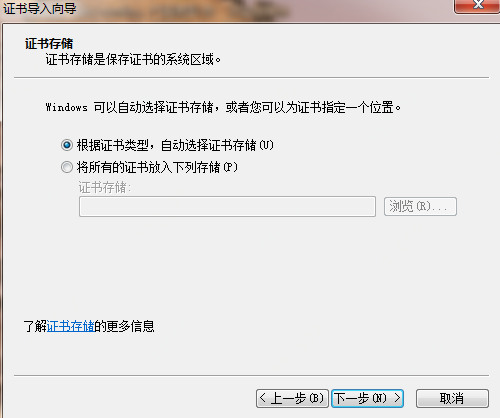 证书导入向导
证书存储
证书存储是保存证书的系统区域。
Windows 可以自动选择证书存储，或者您可以为证书指定一个位置。
根据证书类型，自动选择证书存储(U)
将所有的证书放入下列存储(P)
证书存储:
浏览(R)...
了解证书存储的更多信息
< 上一步(B) 下一步(N) > 取消